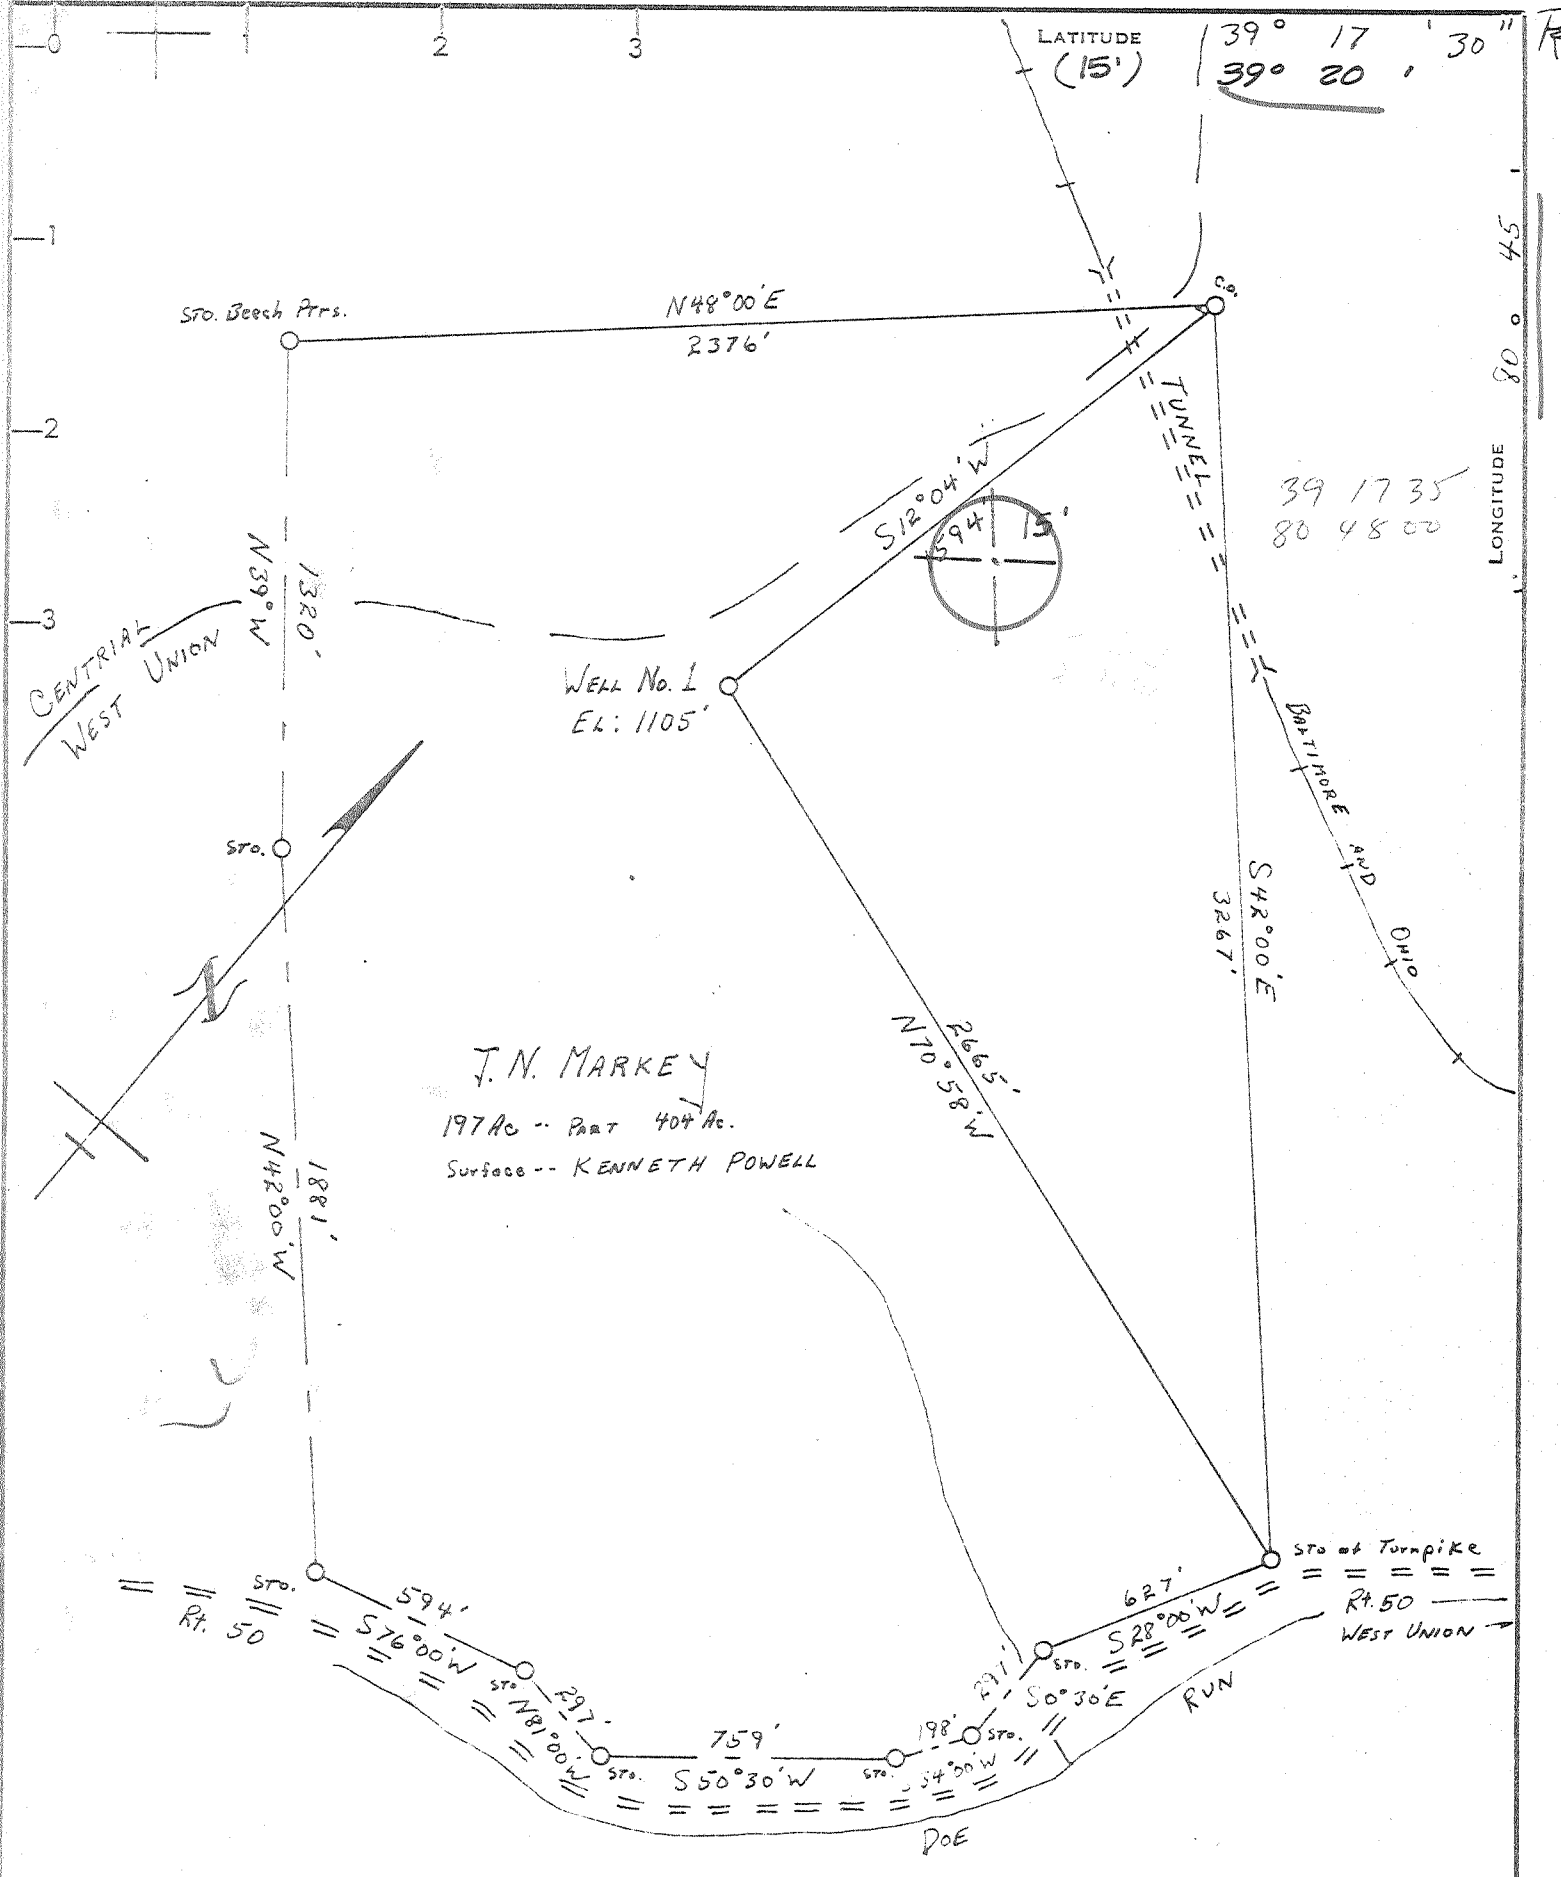 0 1 2 3
LATITUDE 39° 17 ' 30 "
(15') 39° 20 '
1
2
3
LONGITUDE 80 ° 45 '
C.O.
STO. Beech Ptrs.
N48°00'E
2376'
TUNNEL
39 17 35
80 48 00
S12°04'W
594'
15'
1320'
N39°W
CENTRIAL
WEST UNION
WELL No. 1
EL: 1105'
BALTIMORE AND OHIO
STO.
S42°00'E
3267'
2665'
N70°58'W
J.N. MARKEY
197 Ac -- PART 404 Ac.
Surface -- KENNETH POWELL
1881'
N42°00'W
STO at Turnpike
STO.
Rt. 50
594'
S76°00'W
STO
297'
N81°00'W
STO.
759'
S50°30'W
STO.
198'
54°00'W
STO.
291'
S0°30'E
STO.
627'
S28°00'W
Rt. 50
WEST UNION
DOE RUN